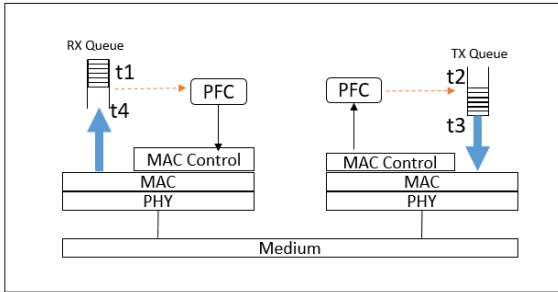 RX Queue
t1
t4
PFC
MAC Control
MAC
PHY
TX Queue
t2
t3
PFC
MAC Control
MAC
PHY
Medium